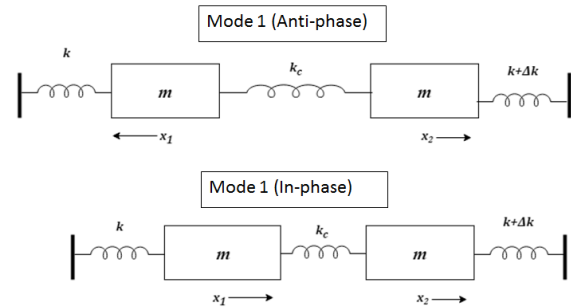 Mode 1 (Anti-phase)
k
k_c
k+Δk
m
m
x_1
x_2
Mode 1 (In-phase)
k
k_c
k+Δk
m
m
x_1
x_2